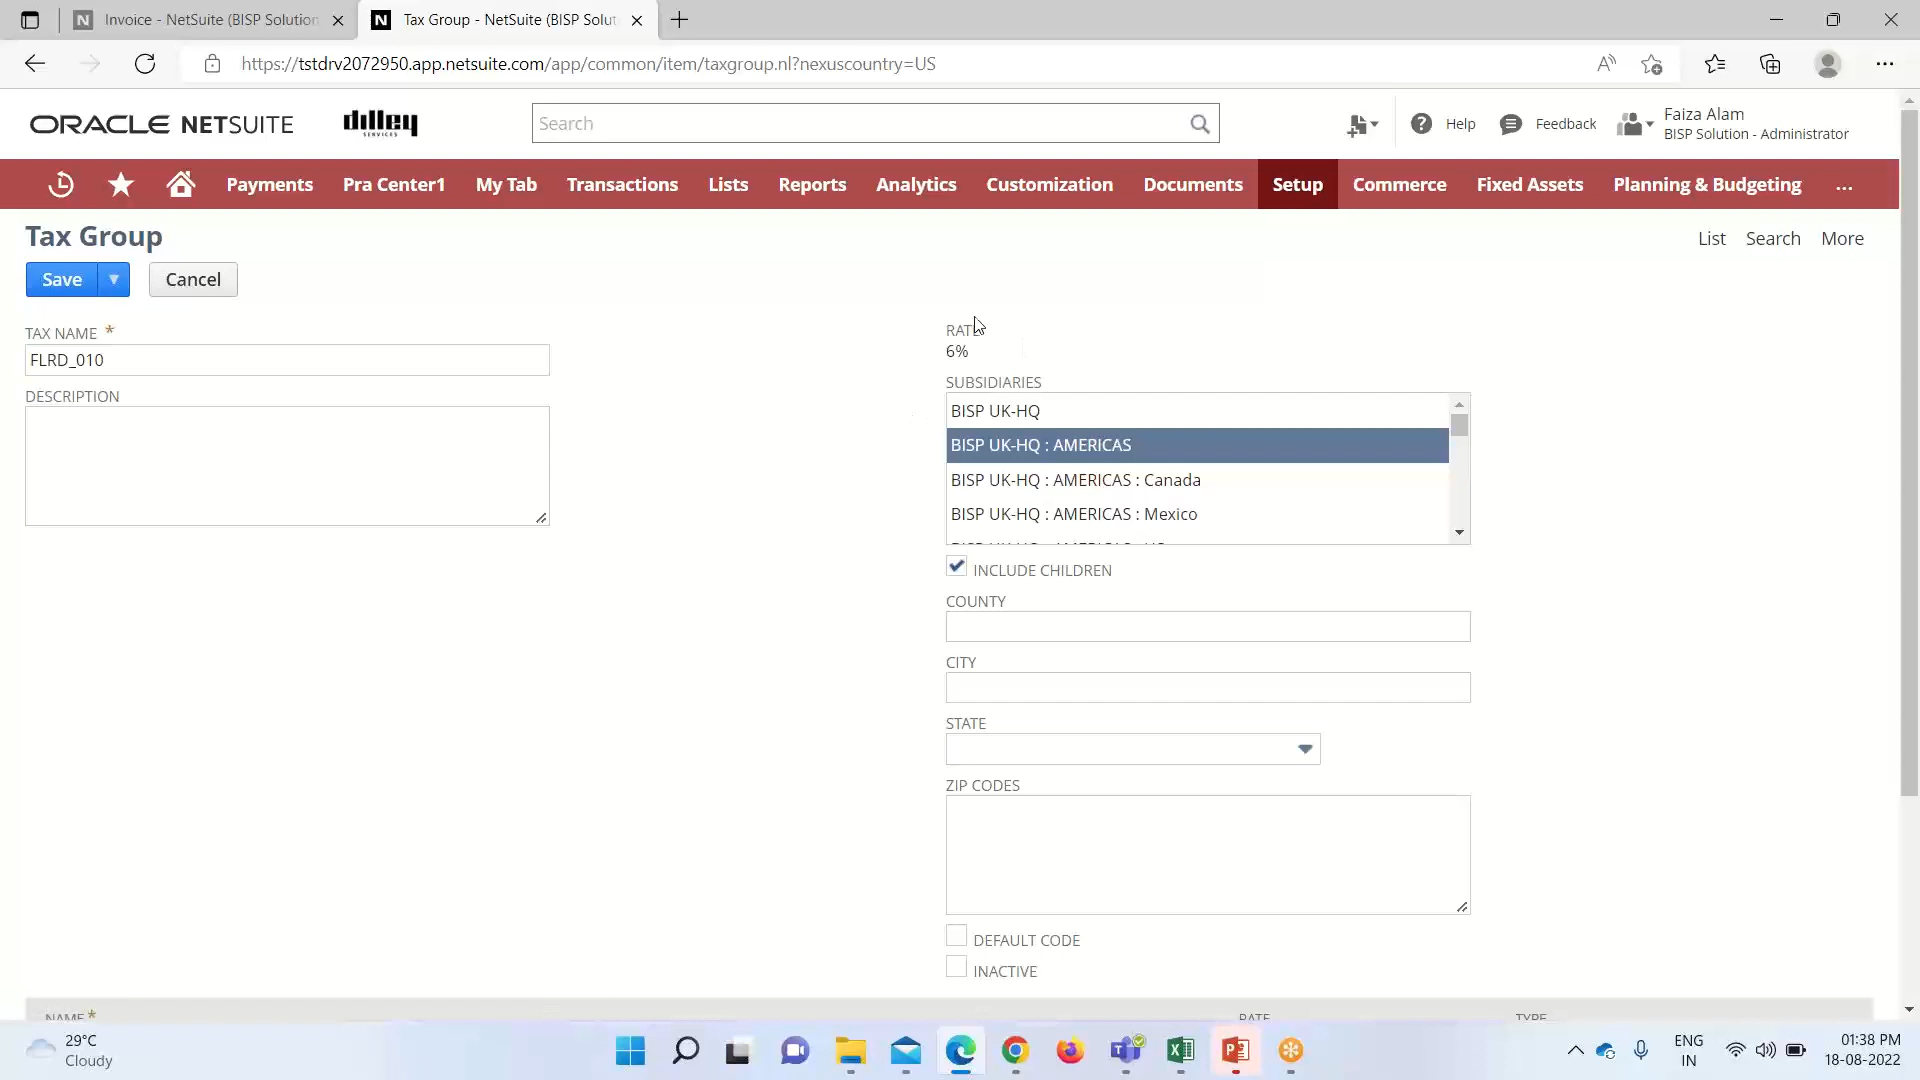 Invoice - NetSuite (BISP Solution
Tax Group - NetSuite (BISP Solut
https://tstdrv2072950.app.netsuite.com/app/common/item/taxgroup.nl?nexuscountry=US
ORACLE NETSUITE
dilley
SERVICES
Search
Help
Feedback
Faiza Alam
BISP Solution - Administrator
Payments
Pra Center1
My Tab
Transactions
Lists
Reports
Analytics
Customization
Documents
Setup
Commerce
Fixed Assets
Planning & Budgeting
...
Tax Group
List
Search
More
Save
Cancel
TAX NAME *
FLRD_010
DESCRIPTION
RATE
6%
SUBSIDIARIES
BISP UK-HQ
BISP UK-HQ : AMERICAS
BISP UK-HQ : AMERICAS : Canada
BISP UK-HQ : AMERICAS : Mexico
INCLUDE CHILDREN
COUNTY
CITY
STATE
ZIP CODES
DEFAULT CODE
INACTIVE
NAME *
RATE
TYPE
29°C
Cloudy
ENG
IN
01:38 PM
18-08-2022